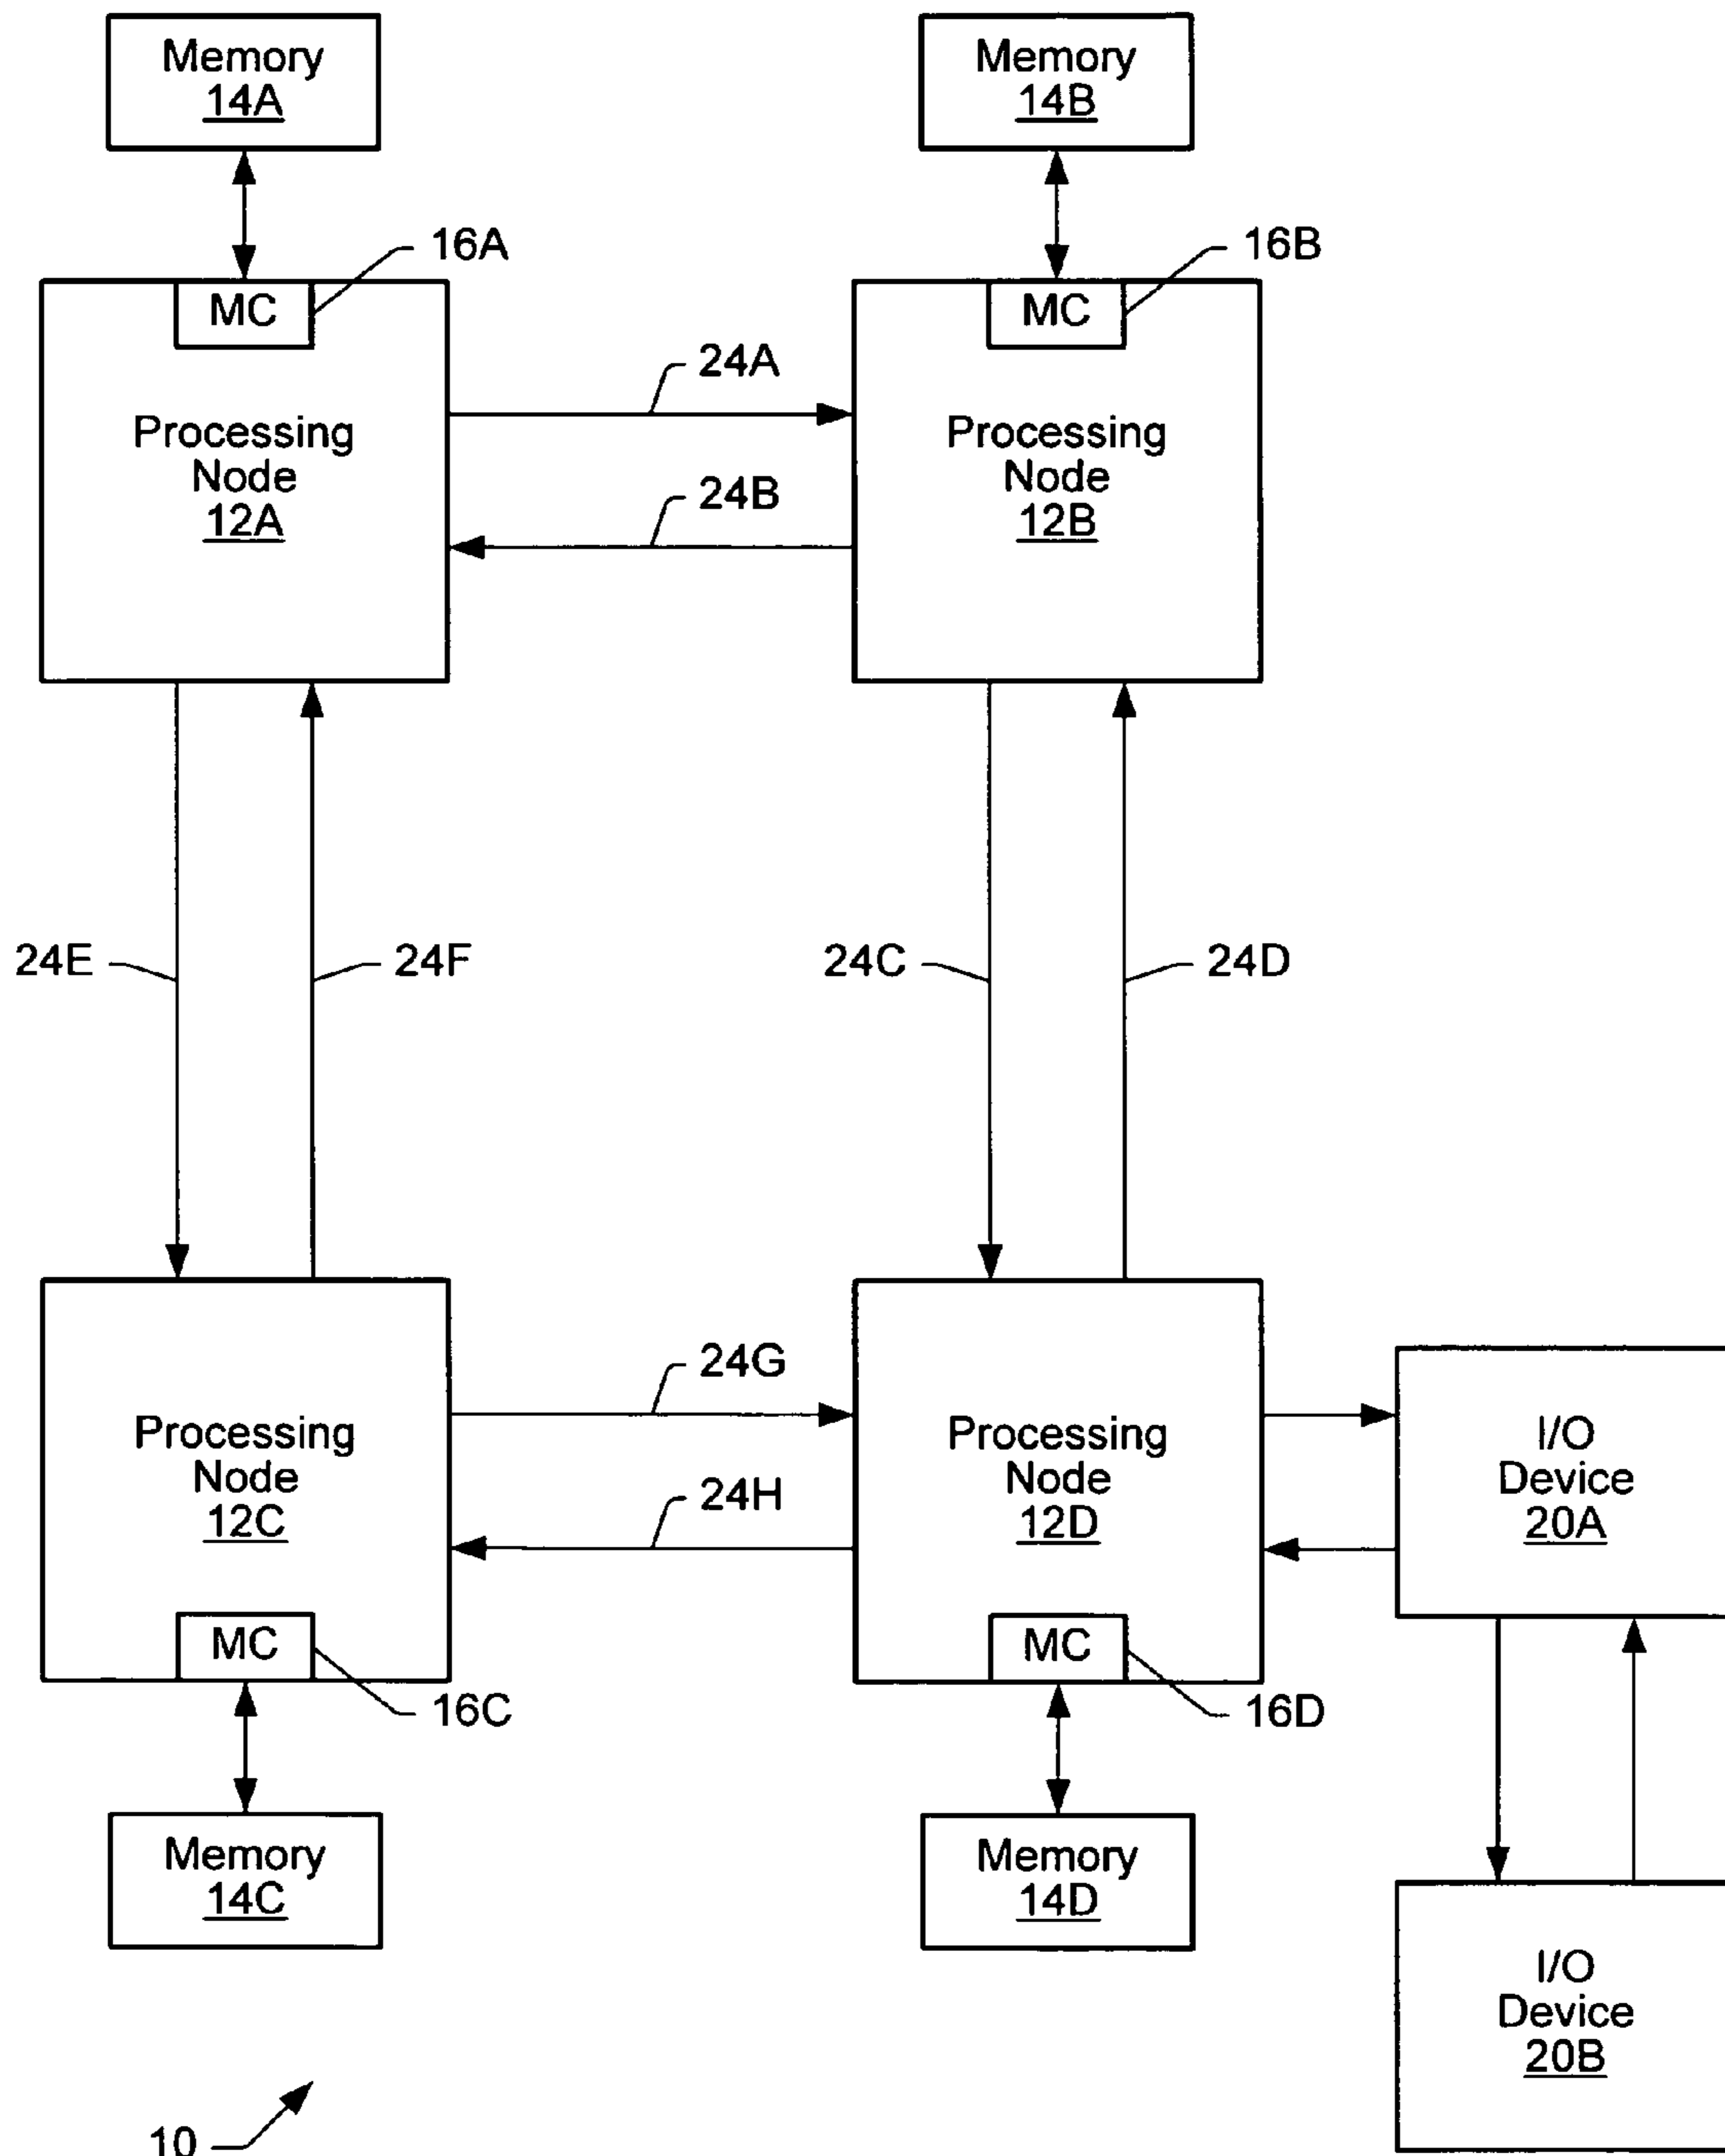 Memory
14A
Memory
14B
16A
16B
MC
MC
24A
Processing
Node
12A
Processing
Node
12B
24B
24E
24F
24C
24D
24G
Processing
Node
12C
Processing
Node
12D
I/O
Device
20A
24H
MC
MC
16C
16D
Memory
14C
Memory
14D
I/O
Device
20B
10